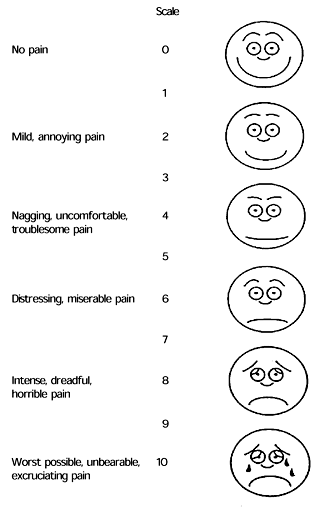 Scale
No pain 0
1
Mild, annoying pain 2
3
Nagging, uncomfortable, 4
troublesome pain
5
Distressing, miserable pain 6
7
Intense, dreadful, 8
horrible pain
9
Worst possible, unbearable, 10
excruciating pain